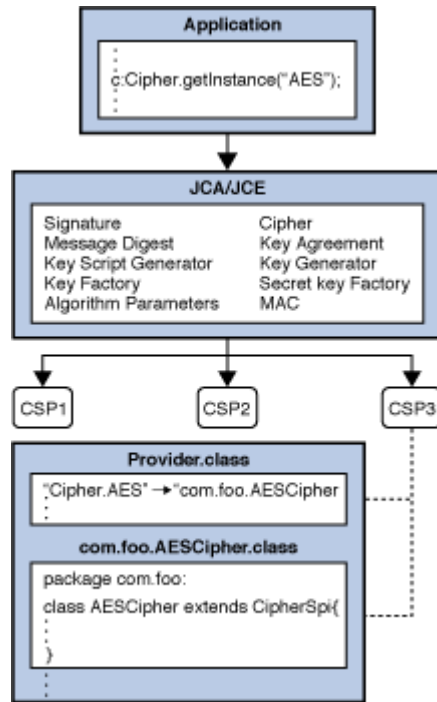 Application
c:Cipher.getInstance("AES");
JCA/JCE
Signature
Message Digest
Key Script Generator
Key Factory
Algorithm Parameters
Cipher
Key Agreement
Key Generator
Secret key Factory
MAC
CSP1
CSP2
CSP3
Provider.class
"Cipher.AES" → "com.foo.AESCipher
com.foo.AESCipher.class
package com.foo:
class AESCipher extends CipherSpi{
}